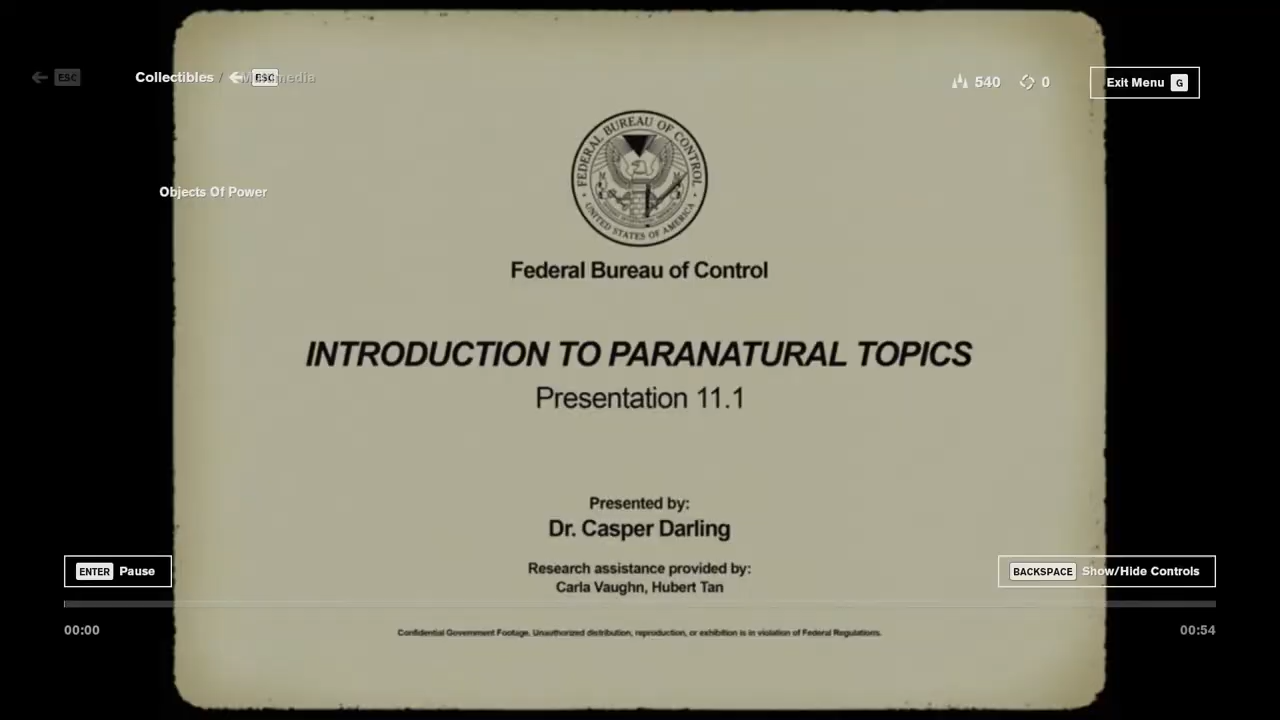 ESC
Collectibles / ESC Multimedia
540
0
Exit Menu G
FEDERAL BUREAU OF CONTROL
UNITED STATES OF AMERICA
Objects Of Power
Federal Bureau of Control
INTRODUCTION TO PARANATURAL TOPICS
Presentation 11.1
Presented by:
Dr. Casper Darling
Research assistance provided by:
Carla Vaughn, Hubert Tan
ENTER Pause
BACKSPACE Show/Hide Controls
00:00
00:54
Confidential Government Footage. Unauthorized distribution, reproduction, or exhibition is in violation of Federal Regulations.